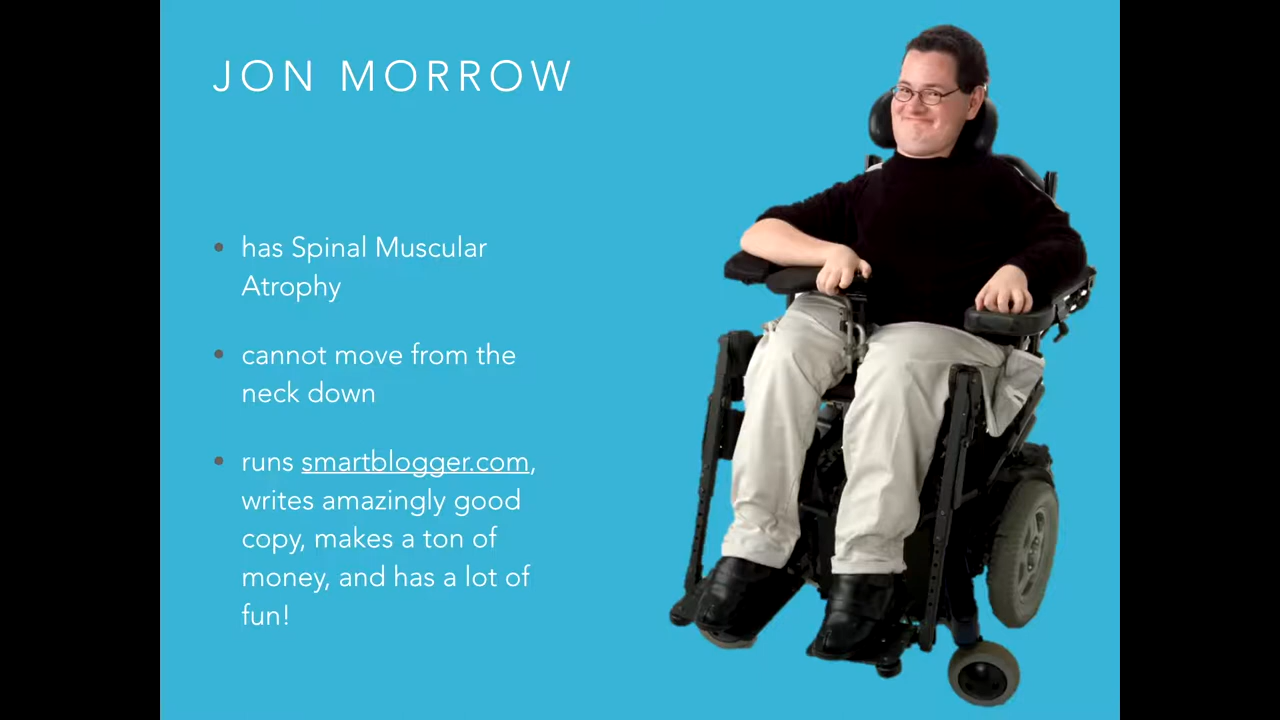 JON MORROW
• has Spinal Muscular
Atrophy
• cannot move from the
neck down
• runs smartblogger.com,
writes amazingly good
copy, makes a ton of
money, and has a lot of
fun!